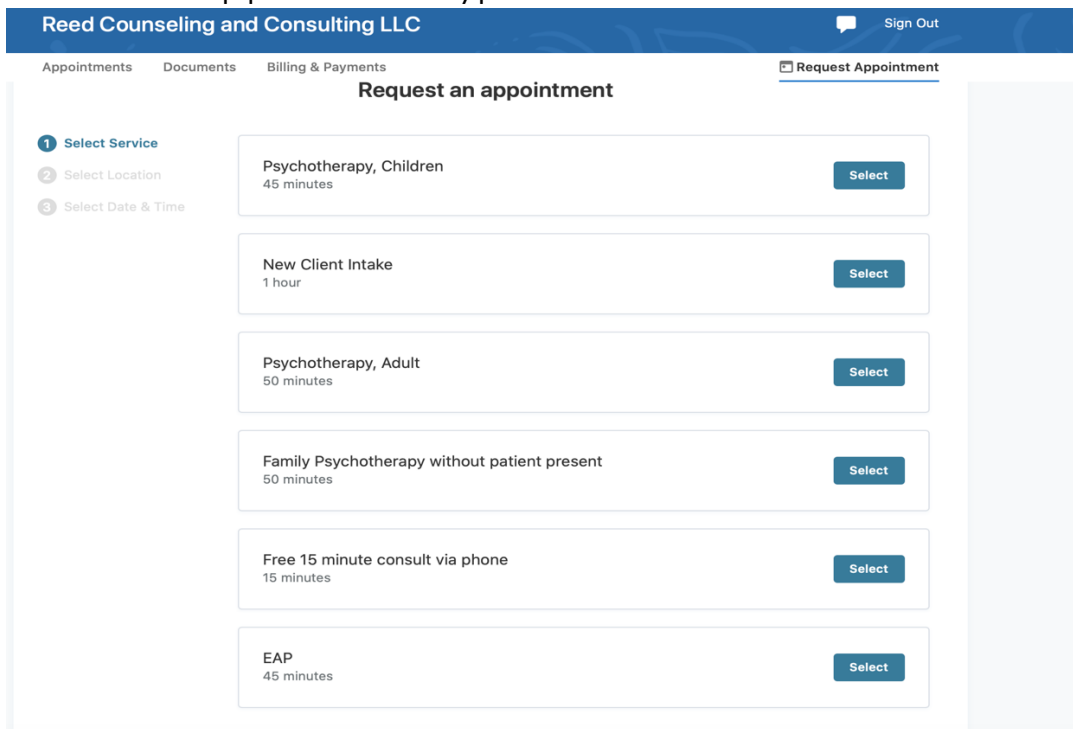 Reed Counseling and Consulting LLC
Sign Out
Appointments Documents Billing & Payments
Request Appointment
Request an appointment
1 Select Service
2 Select Location
3 Select Date & Time
Psychotherapy, Children
45 minutes
Select
New Client Intake
1 hour
Select
Psychotherapy, Adult
50 minutes
Select
Family Psychotherapy without patient present
50 minutes
Select
Free 15 minute consult via phone
15 minutes
Select
EAP
45 minutes
Select